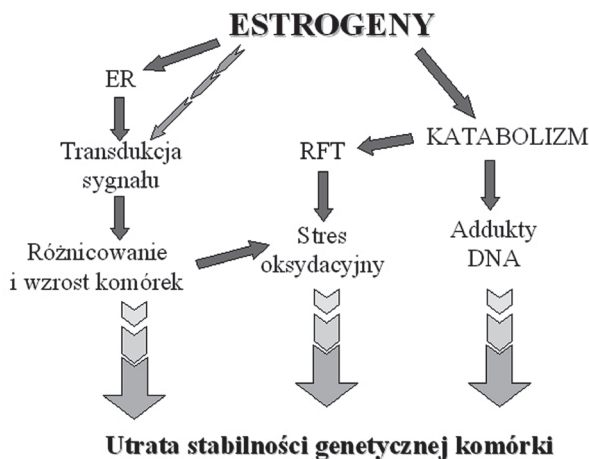 ESTROGENY
ER
Transdukcja
sygnału
Różnicowanie
i wzrost komórek
RFT
Stres
oksydacyjny
KATABOLIZM
Addukty
DNA
Utrata stabilności genetycznej komórki